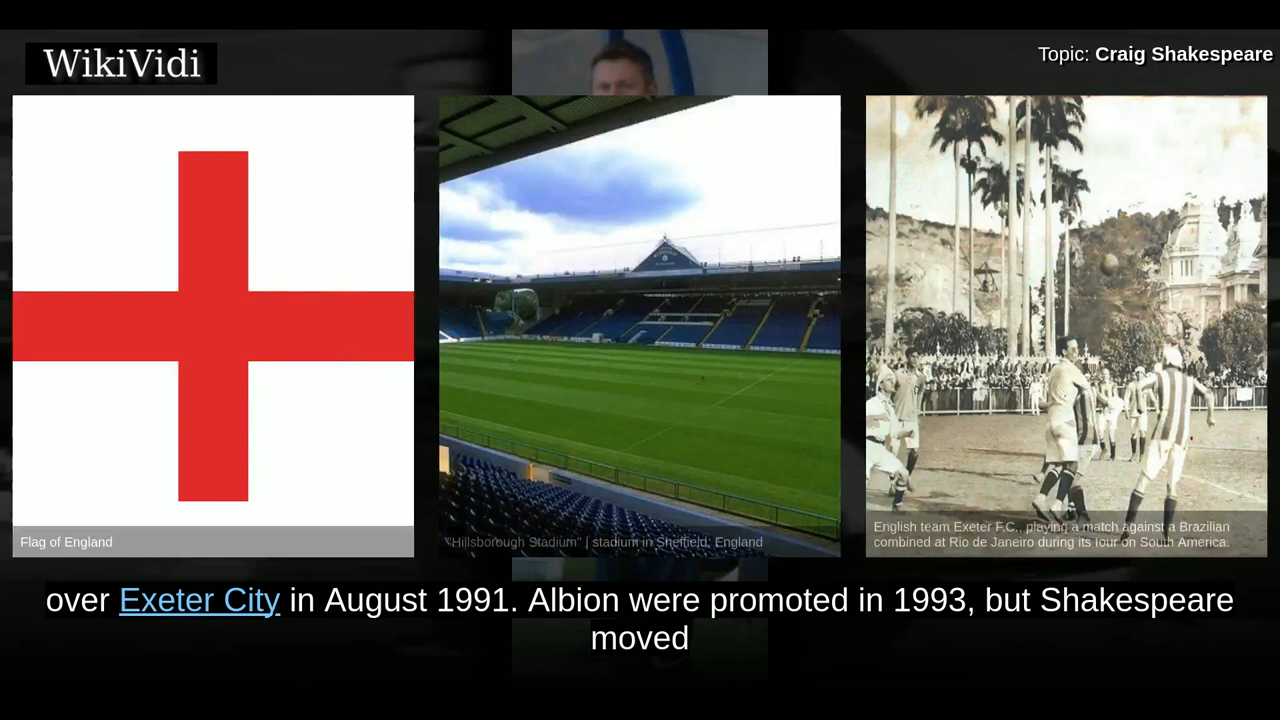 WikiVidi
Topic: Craig Shakespeare
Flag of England
"Hillsborough Stadium" | stadium in Sheffield, England
English team Exeter F.C., playing a match against a Brazilian
combined at Rio de Janeiro during its tour on South America.
over Exeter City in August 1991. Albion were promoted in 1993, but Shakespeare
moved